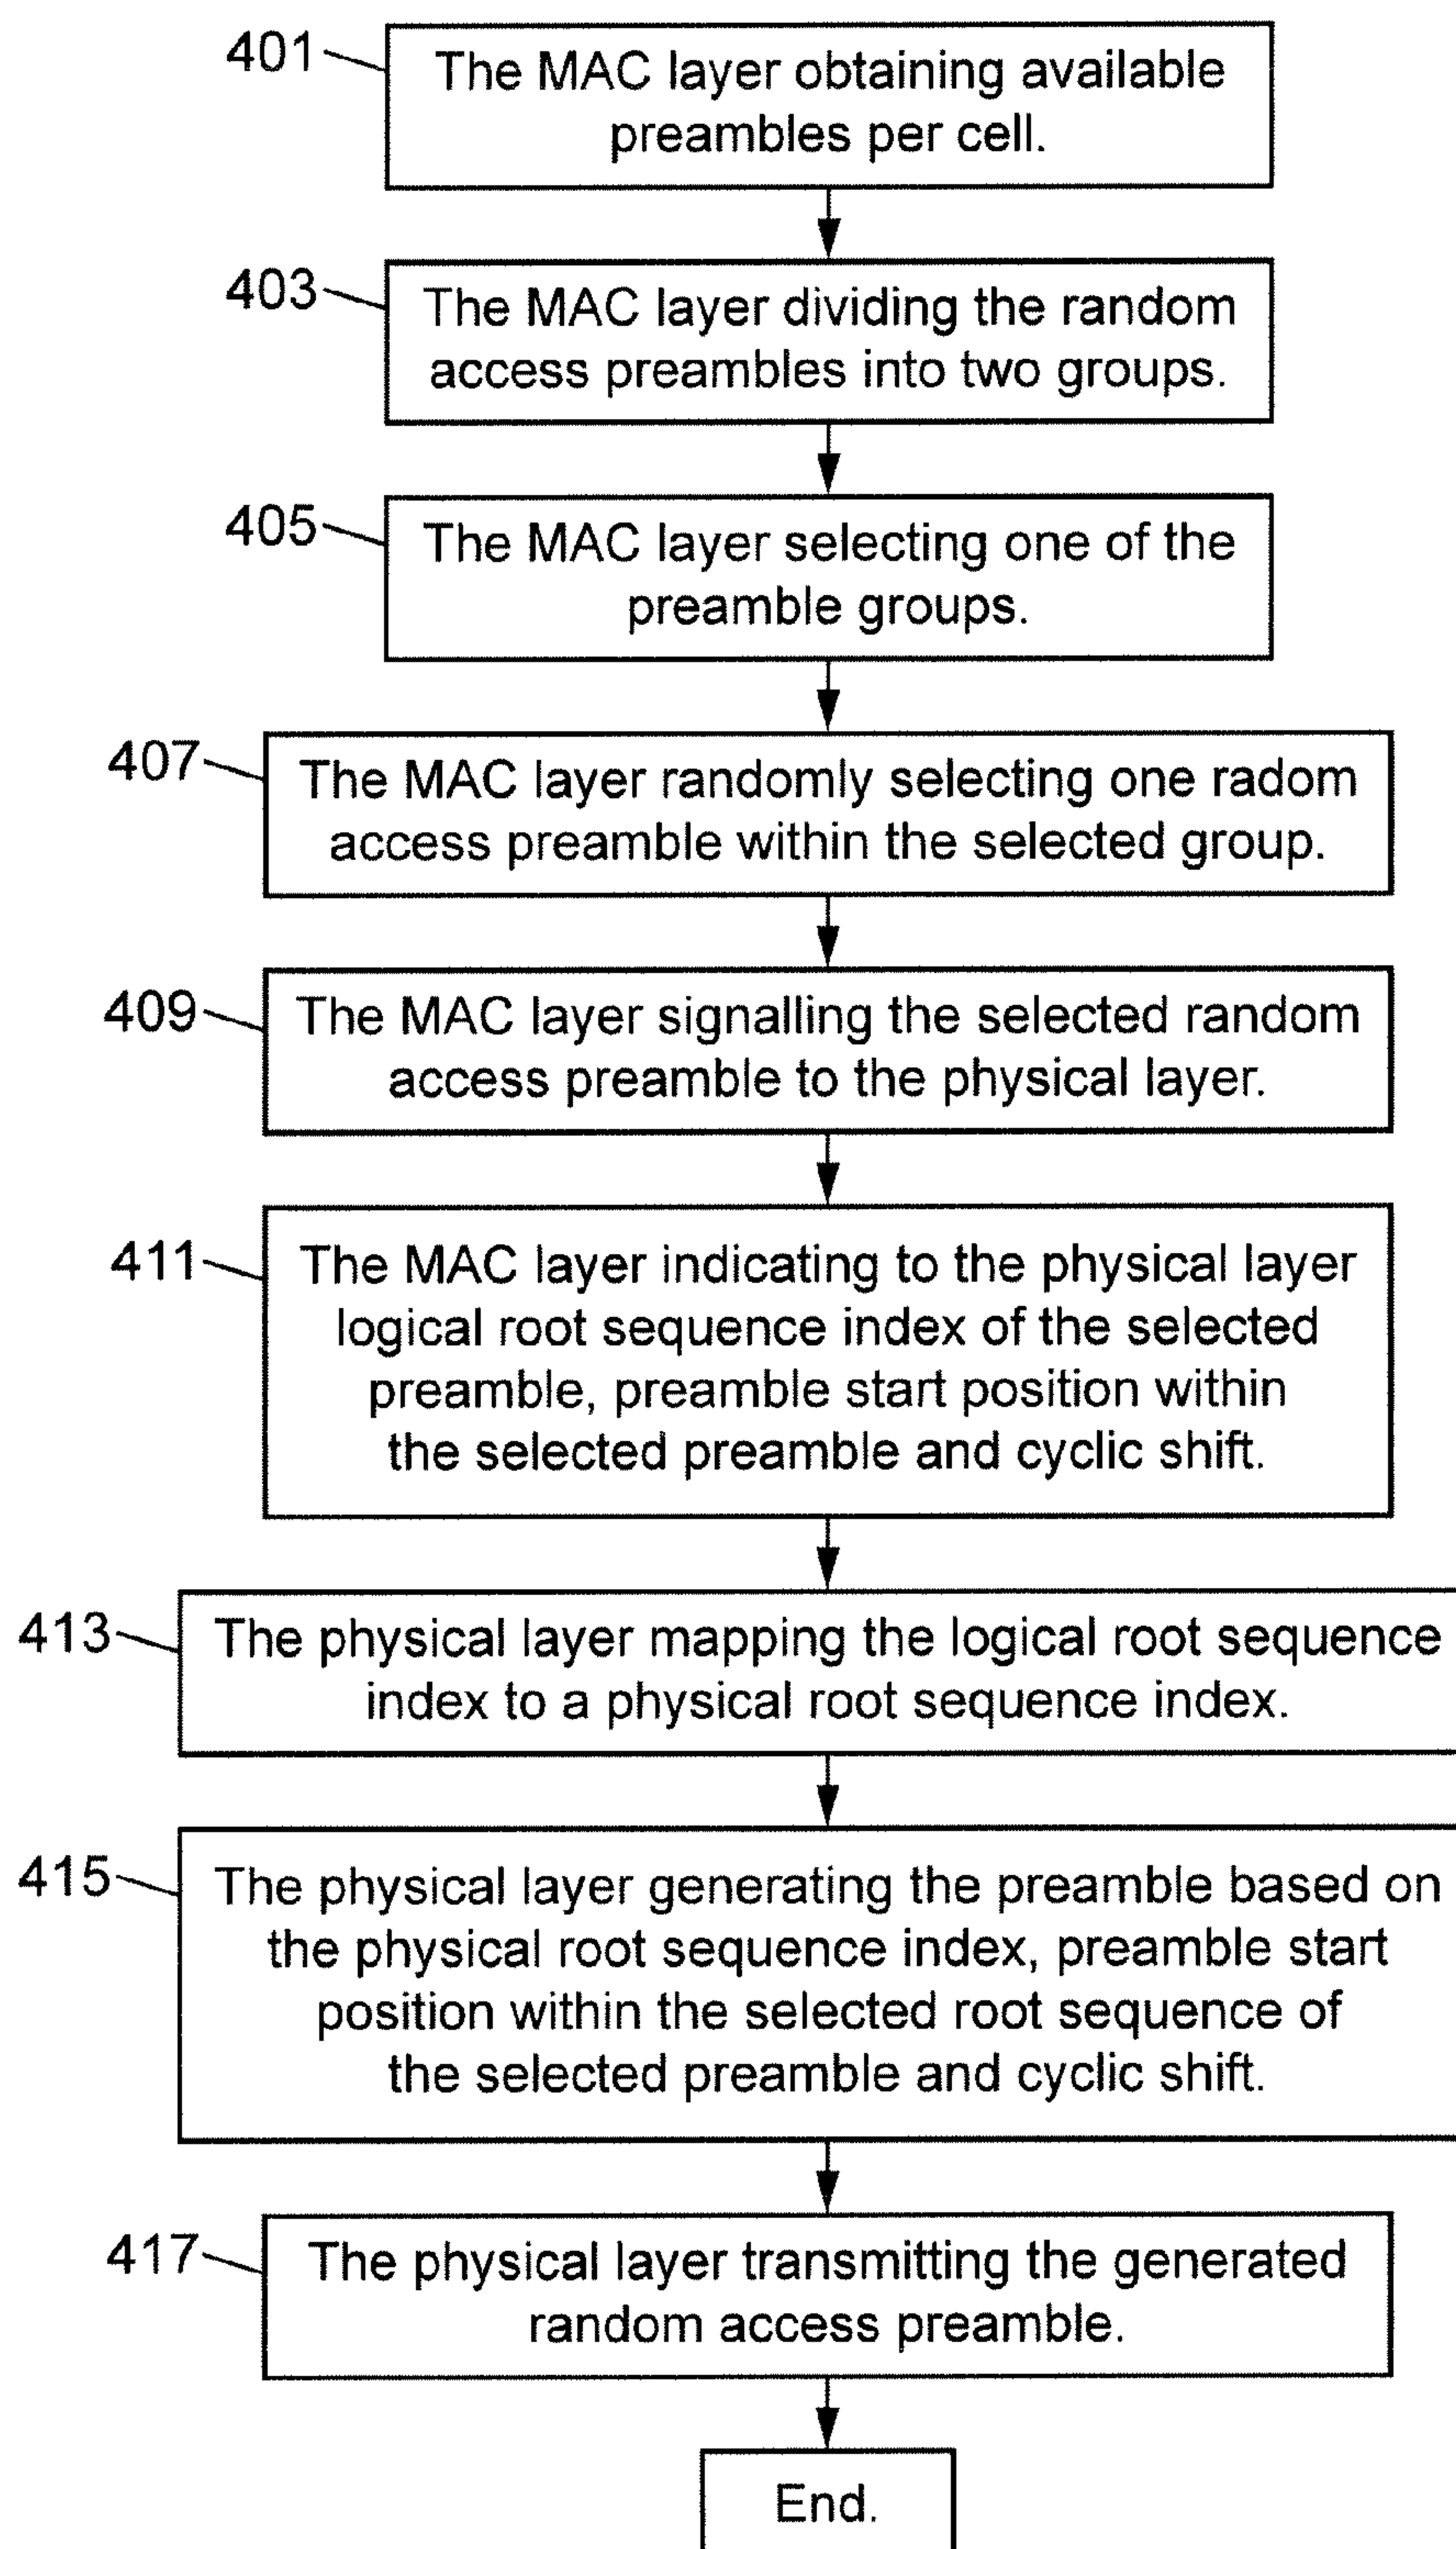 401
The MAC layer obtaining available
preambles per cell.
403
The MAC layer dividing the random
access preambles into two groups.
405
The MAC layer selecting one of the
preamble groups.
407
The MAC layer randomly selecting one radom
access preamble within the selected group.
409
The MAC layer signalling the selected random
access preamble to the physical layer.
411
The MAC layer indicating to the physical layer
logical root sequence index of the selected
preamble, preamble start position within
the selected preamble and cyclic shift.
413
The physical layer mapping the logical root sequence
index to a physical root sequence index.
415
The physical layer generating the preamble based on
the physical root sequence index, preamble start
position within the selected root sequence of
the selected preamble and cyclic shift.
417
The physical layer transmitting the generated
random access preamble.
End.